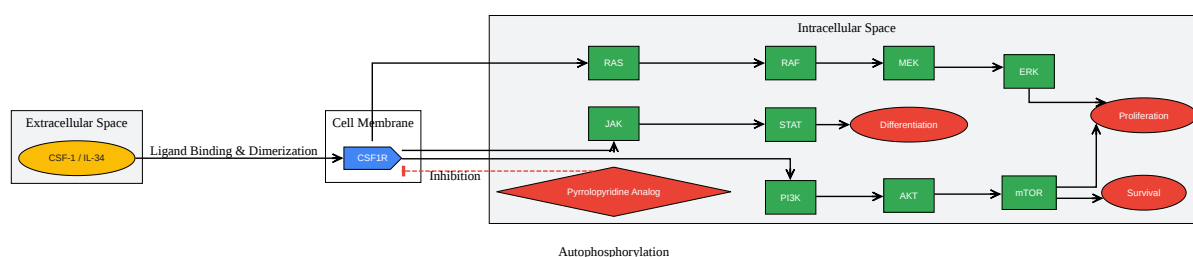 Intracellular Space
RAS
RAF
MEK
ERK
Extracellular Space
Cell Membrane
JAK
STAT
Differentiation
Proliferation
CSF-1 / IL-34
Ligand Binding & Dimerization
CSF1R
Inhibition
Pyrrolopyridine Analog
PI3K
AKT
mTOR
Survival
Autophosphorylation